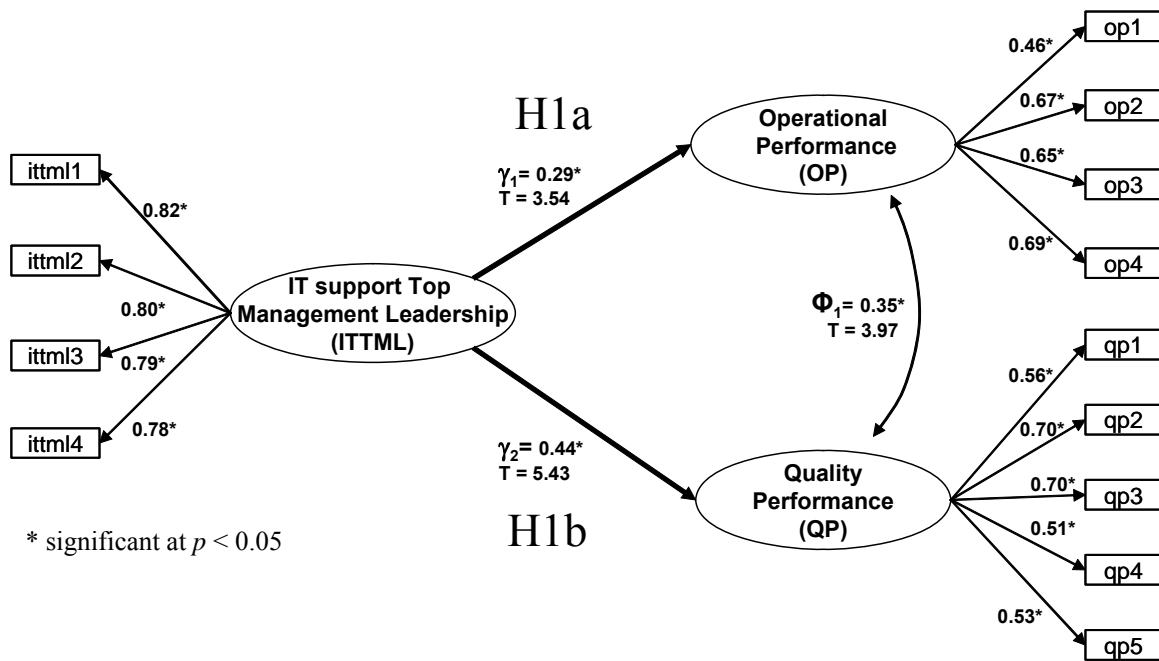 ittml1
ittml2
ittml3
ittml4
0.82*
0.80*
0.79*
0.78*
IT support Top
Management Leadership
(ITTML)
H1a
γ₁= 0.29*
T = 3.54
γ₂= 0.44*
T = 5.43
H1b
Operational
Performance
(OP)
Φ₁= 0.35*
T = 3.97
Quality
Performance
(QP)
0.46*
0.67*
0.65*
0.69*
op1
op2
op3
op4
0.56*
0.70*
0.70*
0.51*
0.53*
qp1
qp2
qp3
qp4
qp5
* significant at p < 0.05